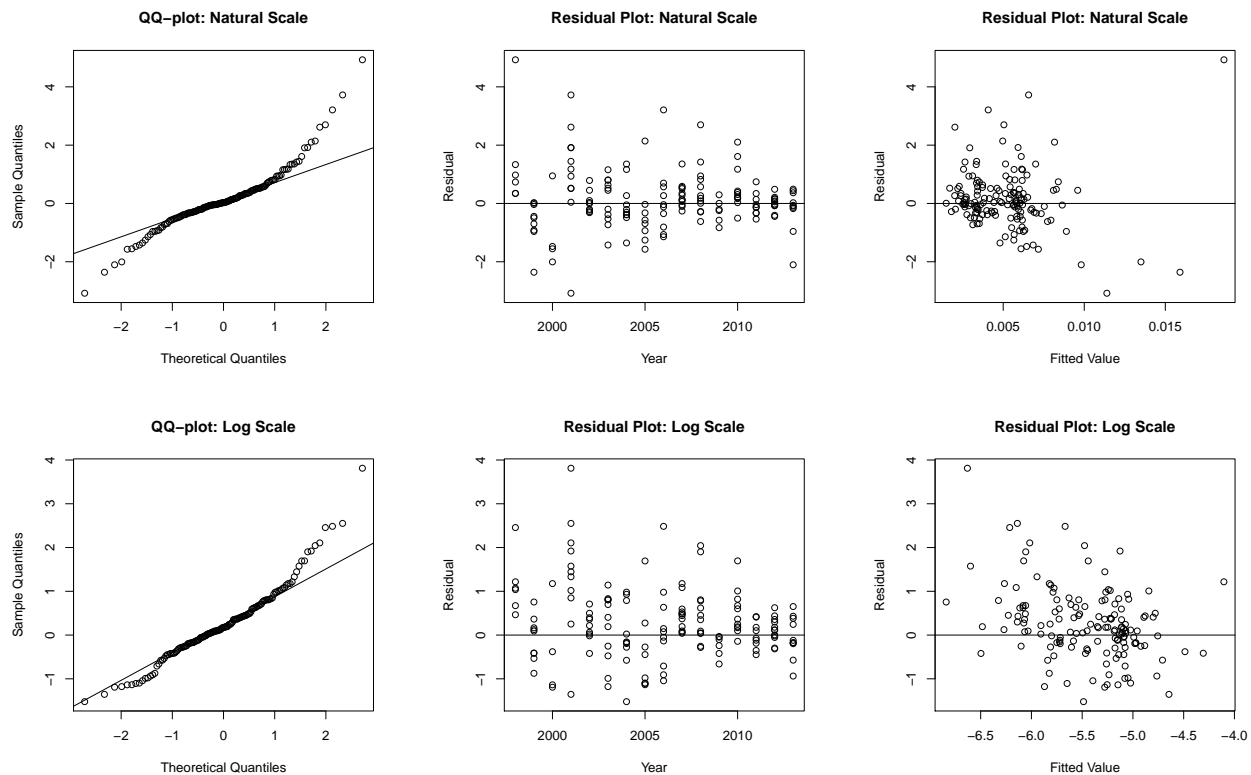 QQ−plot: Natural Scale
Sample Quantiles
4
2
0
−2
−2 −1 0 1 2
Theoretical Quantiles
Residual Plot: Natural Scale
Residual
4
2
0
−2
2000 2005 2010
Year
Residual Plot: Natural Scale
Residual
4
2
0
−2
0.005 0.010 0.015
Fitted Value
QQ−plot: Log Scale
Sample Quantiles
4
3
2
1
0
−1
−2 −1 0 1 2
Theoretical Quantiles
Residual Plot: Log Scale
Residual
4
3
2
1
0
−1
2000 2005 2010
Year
Residual Plot: Log Scale
Residual
4
3
2
1
0
−1
−6.5 −6.0 −5.5 −5.0 −4.5 −4.0
Fitted Value